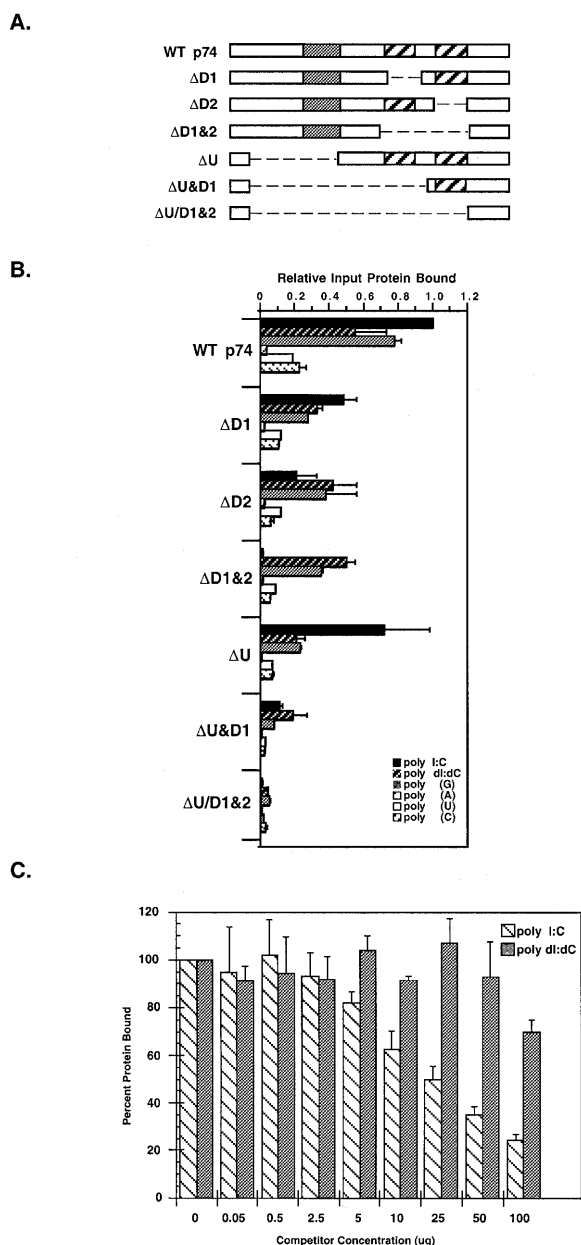 A.
WT p74
ΔD1
ΔD2
ΔD1&2
ΔU
ΔU&D1
ΔU/D1&2
B.
Relative Input Protein Bound
0 0.2 0.4 0.6 0.8 1.0 1.2
WT p74
ΔD1
ΔD2
ΔD1&2
ΔU
ΔU&D1
ΔU/D1&2
poly I:C
poly dI:dC
poly (G)
poly (A)
poly (U)
poly (C)
C.
Percent Protein Bound
120
100
80
60
40
20
0
poly I:C
poly dI:dC
0 0.05 0.5 2.5 5 10 25 50 100
Competitor Concentration (ug)